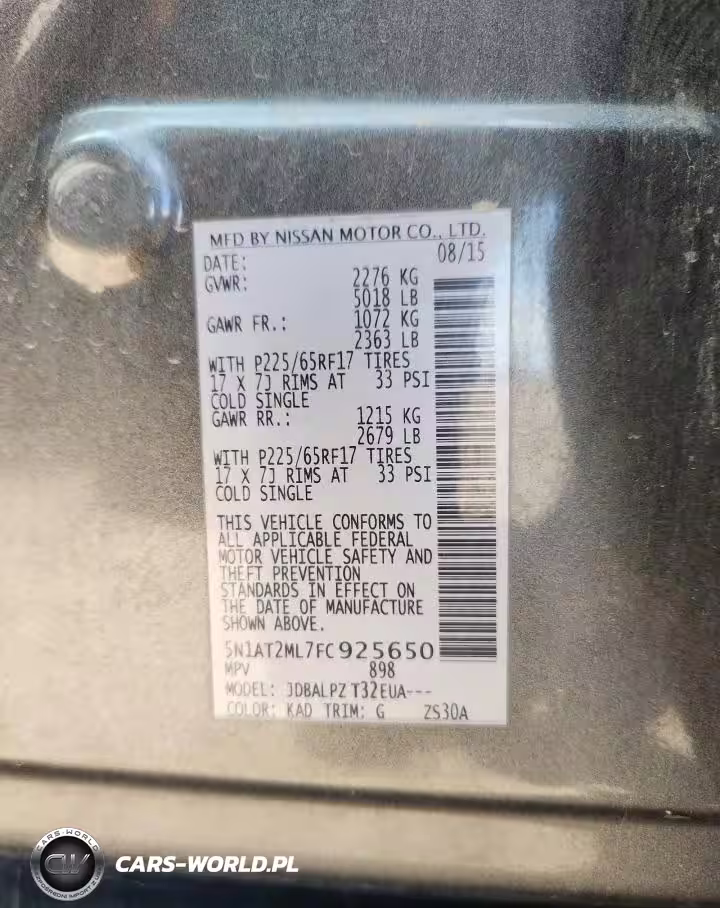 MFD BY NISSAN MOTOR CO., LTD.
DATE: 08/15
GVWR: 2276 KG
5018 LB
GAWR FR.: 1072 KG
2363 LB
WITH P225/65RF17 TIRES
17 X 7J RIMS AT 33 PSI
COLD SINGLE
GAWR RR.: 1215 KG
2679 LB
WITH P225/65RF17 TIRES
17 X 7J RIMS AT 33 PSI
COLD SINGLE
THIS VEHICLE CONFORMS TO
ALL APPLICABLE FEDERAL
MOTOR VEHICLE SAFETY AND
THEFT PREVENTION
STANDARDS IN EFFECT ON
THE DATE OF MANUFACTURE
SHOWN ABOVE.
5N1AT2ML7FC925650
MPV 898
MODEL: JDBALPZ T32EUA---
COLOR: KAD TRIM: G ZS30A
CARS-WORLD
CW
CARS-WORLD.PL